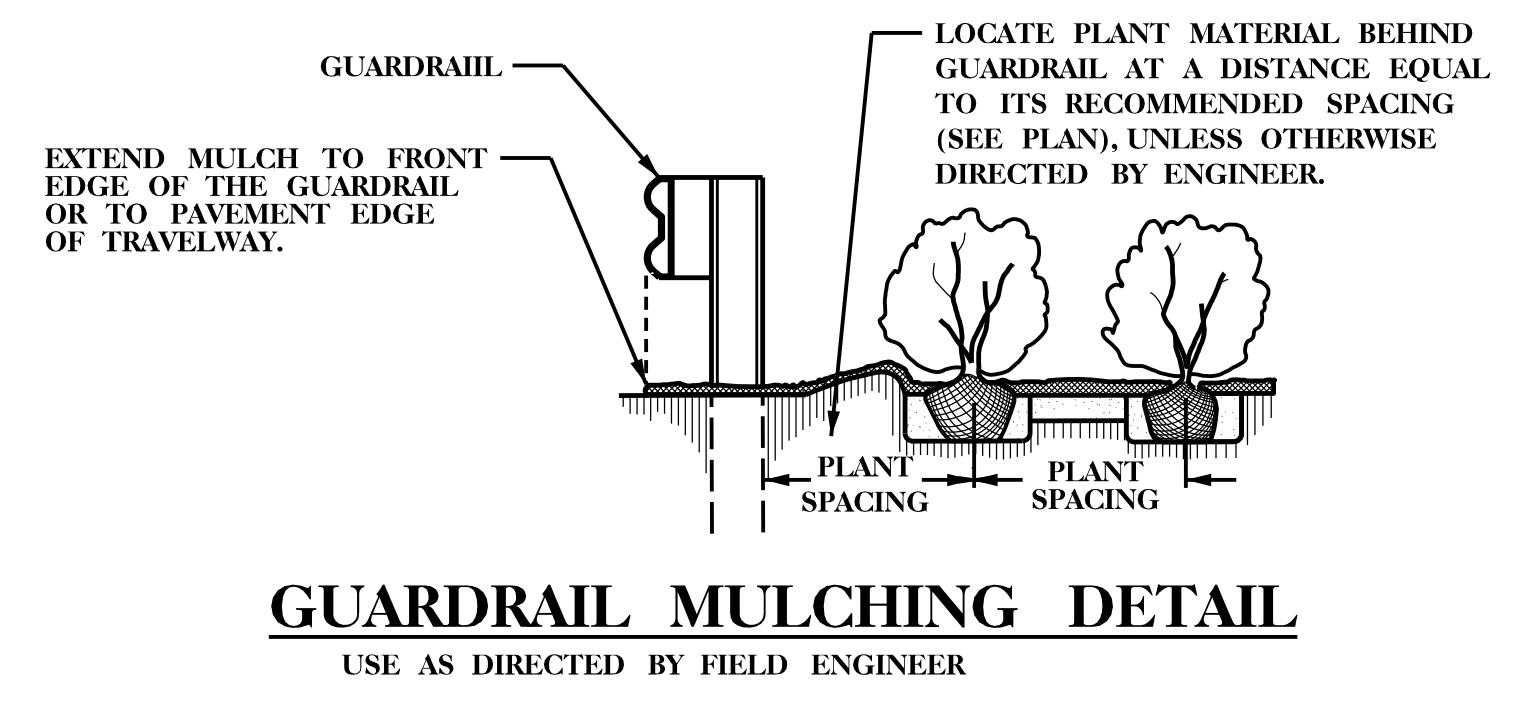 GUARDRAIIL
EXTEND MULCH TO FRONT
EDGE OF THE GUARDRAIL
OR TO PAVEMENT EDGE
OF TRAVELWAY.
LOCATE PLANT MATERIAL BEHIND
GUARDRAIL AT A DISTANCE EQUAL
TO ITS RECOMMENDED SPACING
(SEE PLAN), UNLESS OTHERWISE
DIRECTED BY ENGINEER.
PLANT
SPACING
PLANT
SPACING
GUARDRAIL MULCHING DETAIL
USE AS DIRECTED BY FIELD ENGINEER